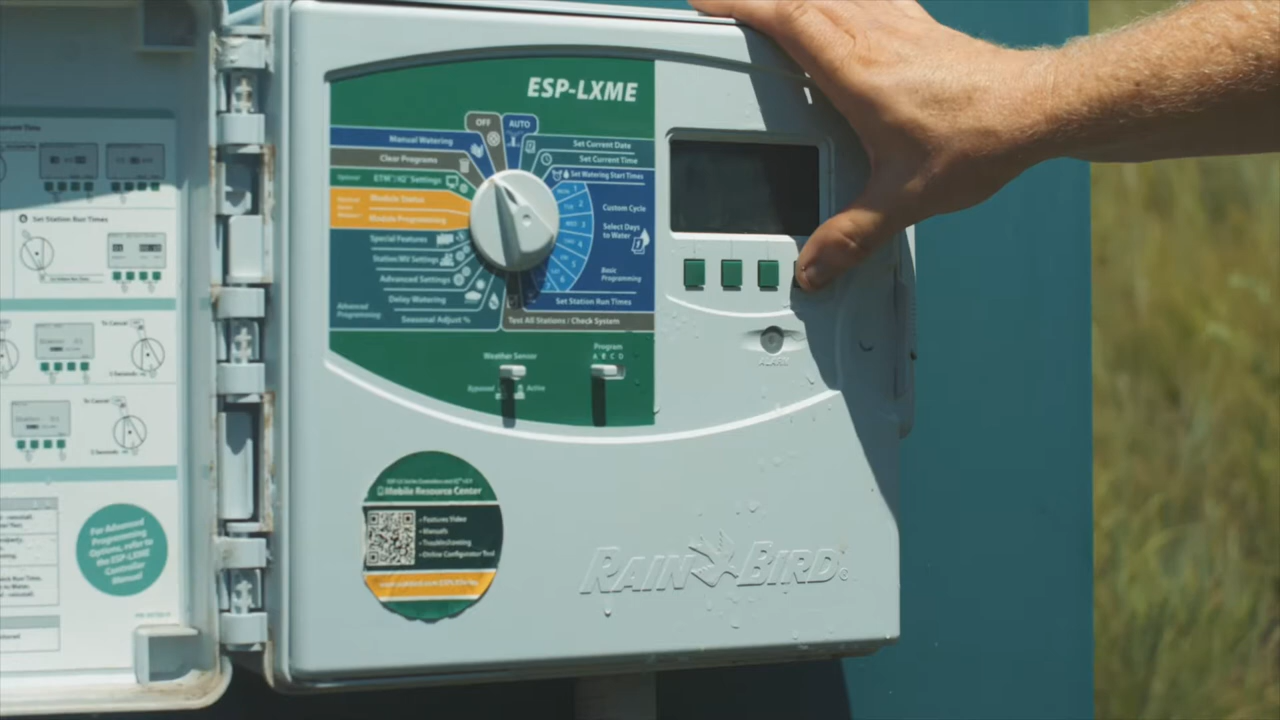 ESP-LXME
OFF
AUTO
Manual Watering
Clear Programs
ETM / IQ Settings
Module Status
Module Programming
Special Features
Station/MV Settings
Advanced Settings
Delay Watering
Seasonal Adjust %
Advanced
Programming
Set Current Date
Set Current Time
Set Watering Start Times
Custom Cycle
Select Days
to Water
Basic
Programming
Set Station Run Times
Test All Stations / Check System
Weather Sensor
Bypassed
Active
Program
A B C D
ALARM
Mobile Resource Center
• Features Video
• Manuals
• Troubleshooting
• Online Configurator Tool
RAIN BIRD
Set Station Run Times
To Cancel
To Cancel
For Advanced
Programming
Options, refer to
the ESP-LXME
Controller
Manual